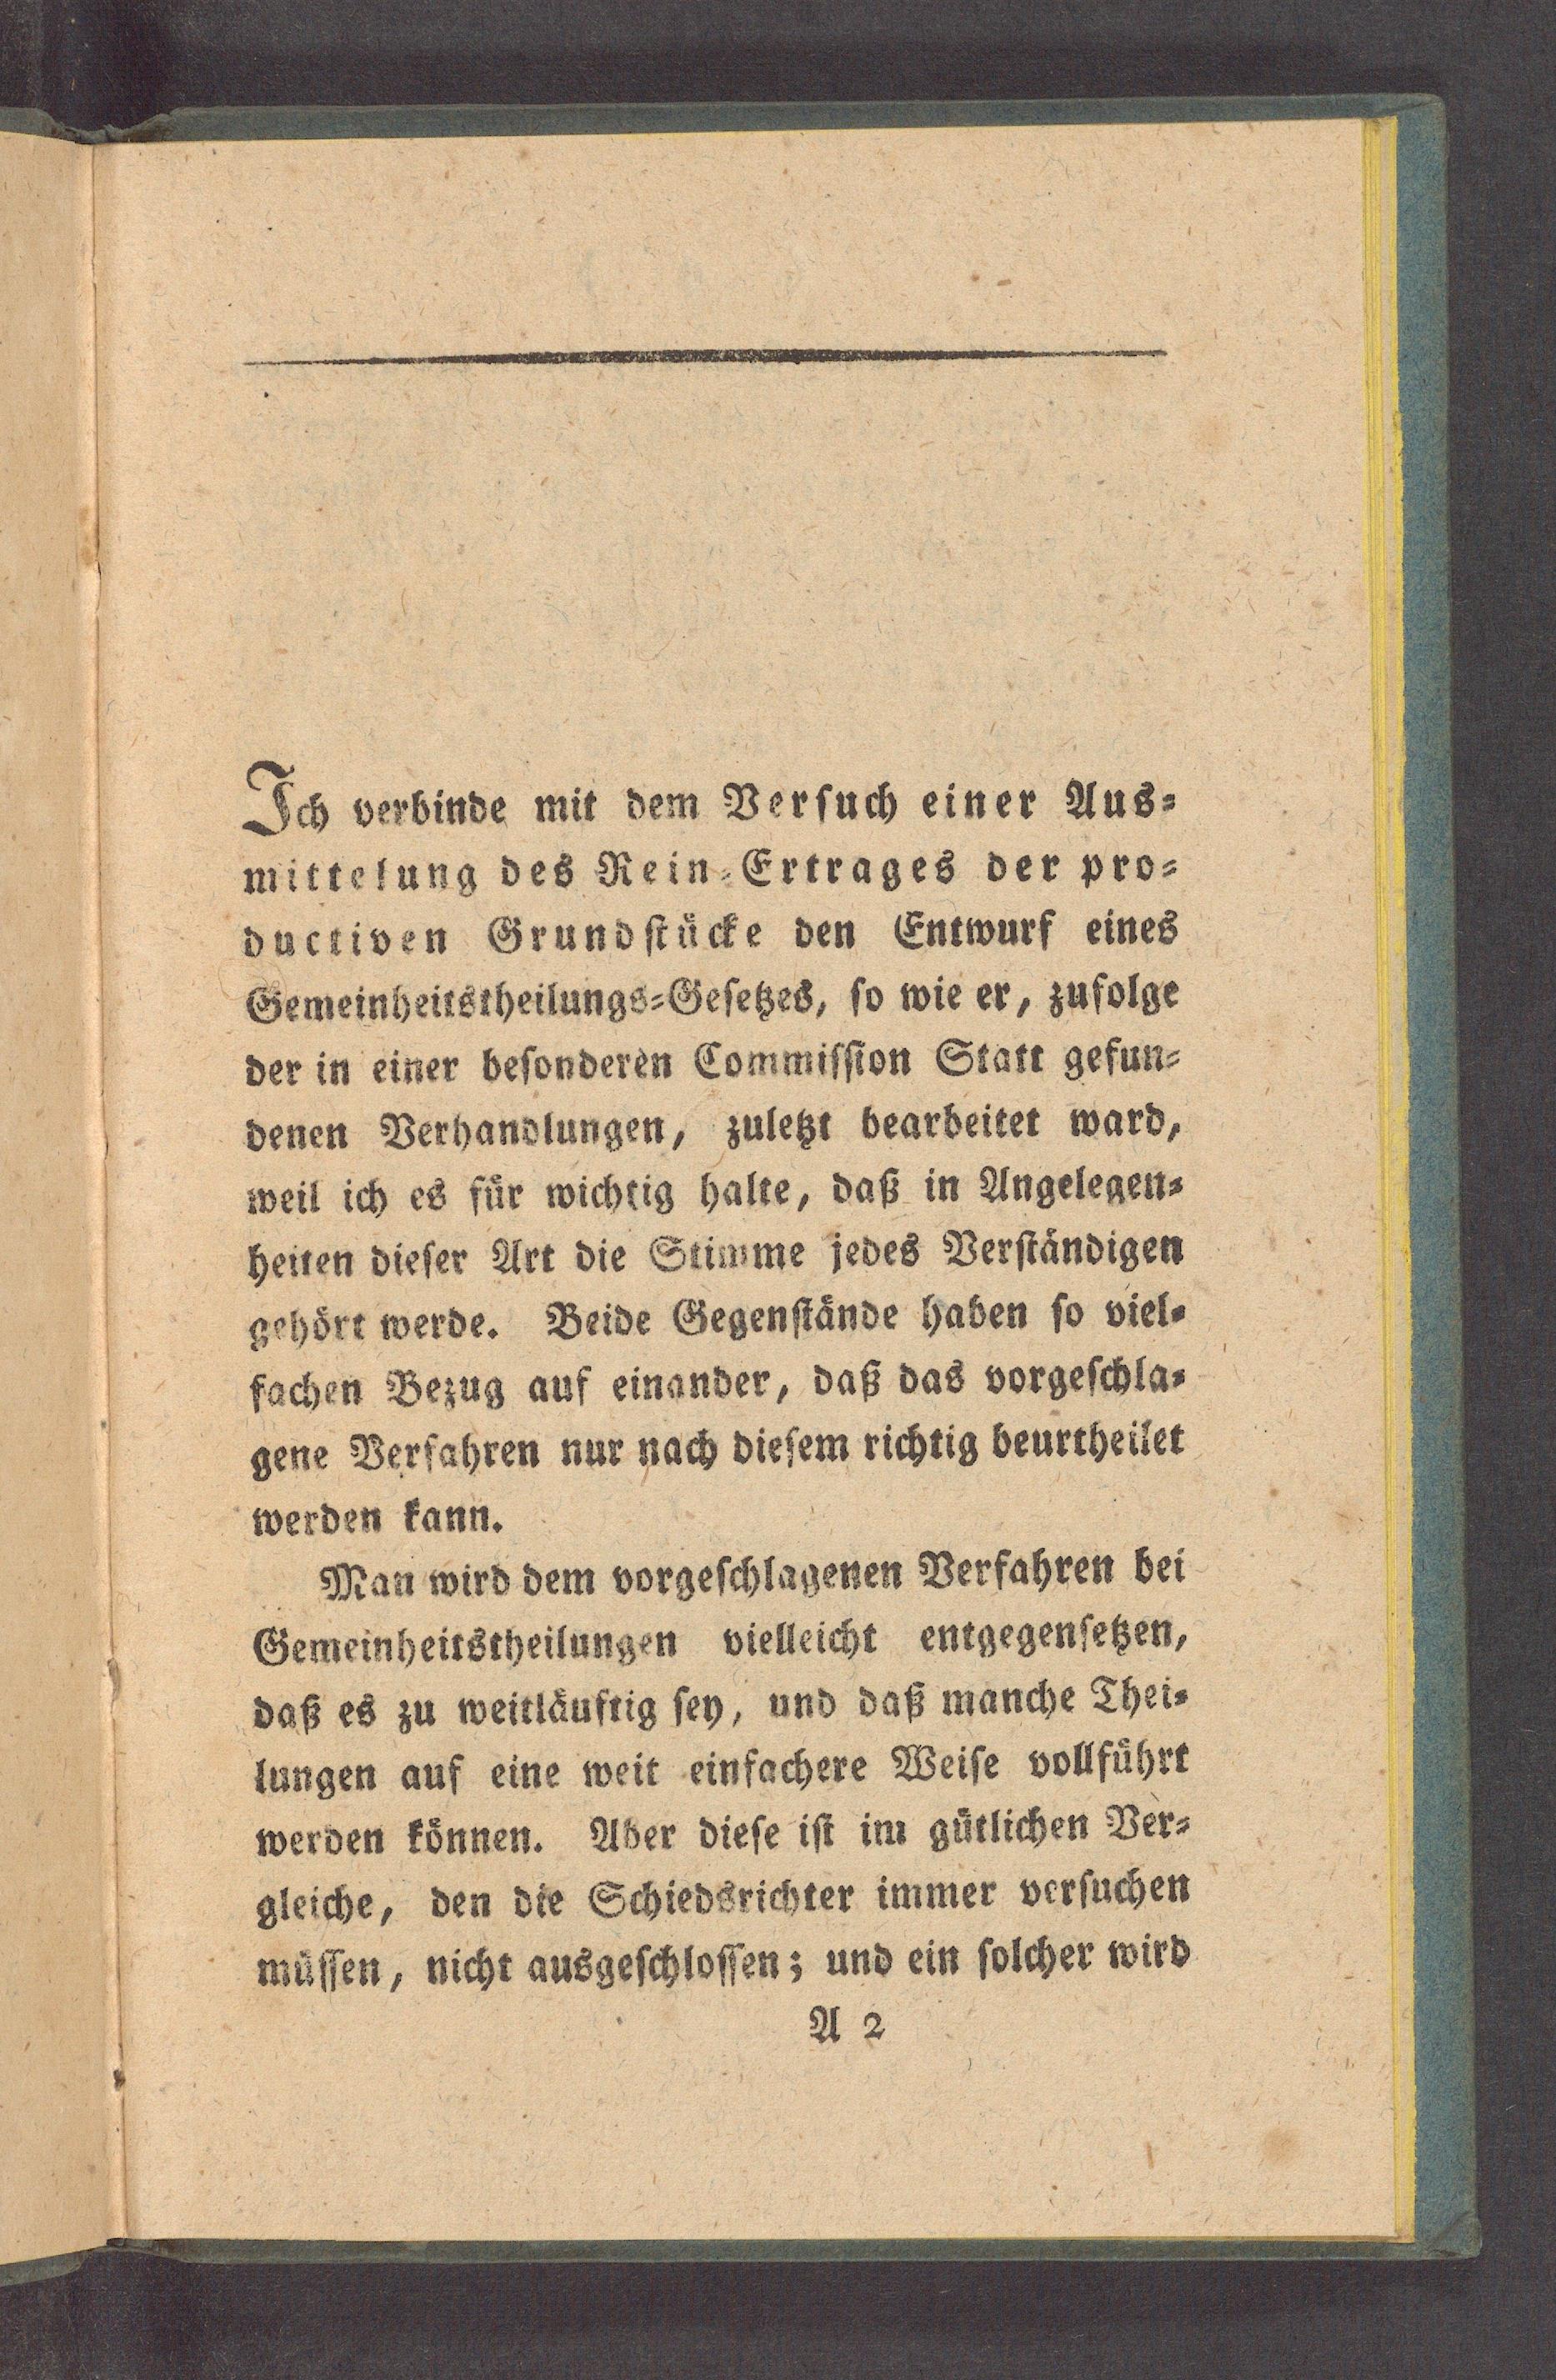 Ich verbinde mit dem Verſuch einer Aus⸗
mittelung des Rein⸗Ertrages der pro⸗
ductiven Grundſtücke den Entwurf eines
Gemeinheitstheilungs⸗Geſetzes, ſo wie er, zufolge
der in einer beſonderen Commiſſion Statt gefun⸗
denen Verhandlungen, zuletzt bearbeitet ward,
weil ich es für wichtig halte, daß in Angelegen⸗
heiten dieſer Art die Stimme jedes Verſtändigen
gehört werde. Beide Gegenſtände haben ſo viel⸗
fachen Bezug auf einander, daß das vorgeſchla⸗
gene Verfahren nur nach dieſem richtig beurtheilet
werden kann.
Man wird dem vorgeſchlagenen Verfahren bei
Gemeinheitstheilungen vielleicht entgegenſetzen,
daß es zu weitläuftig ſey, und daß manche Thei⸗
lungen auf eine weit einfachere Weiſe vollführt
werden können. Aber dieſe iſt im gütlichen Ver⸗
gleiche, den die Schiedsrichter immer verſuchen
müſſen, nicht ausgeſchloſſen; und ein ſolcher wird
A 2